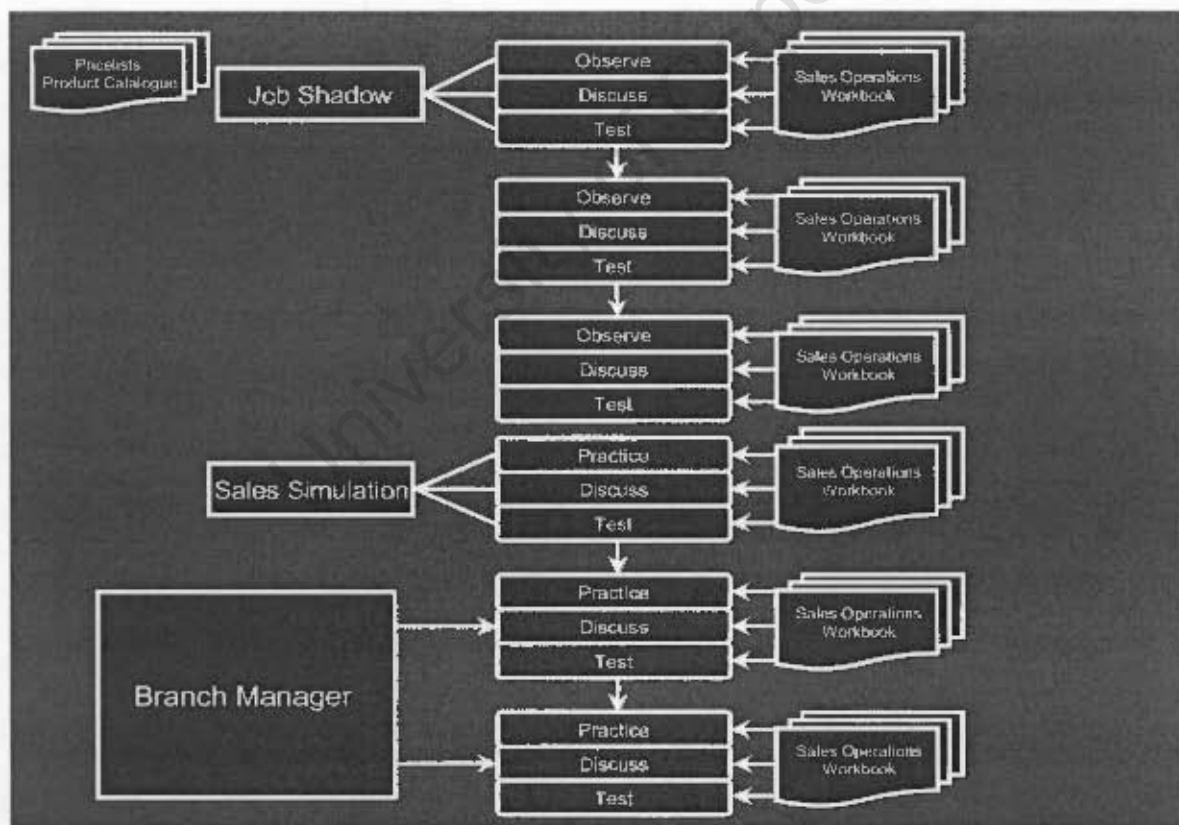 Pricelists
Product Catalogue
Job Shadow
Observe
Discuss
Test
Sales Operations
Workbook
Observe
Discuss
Test
Sales Operations
Workbook
Observe
Discuss
Test
Sales Operations
Workbook
Sales Simulation
Practice
Discuss
Test
Sales Operations
Workbook
Branch Manager
Practice
Discuss
Test
Sales Operations
Workbook
Practice
Discuss
Test
Sales Operations
Workbook